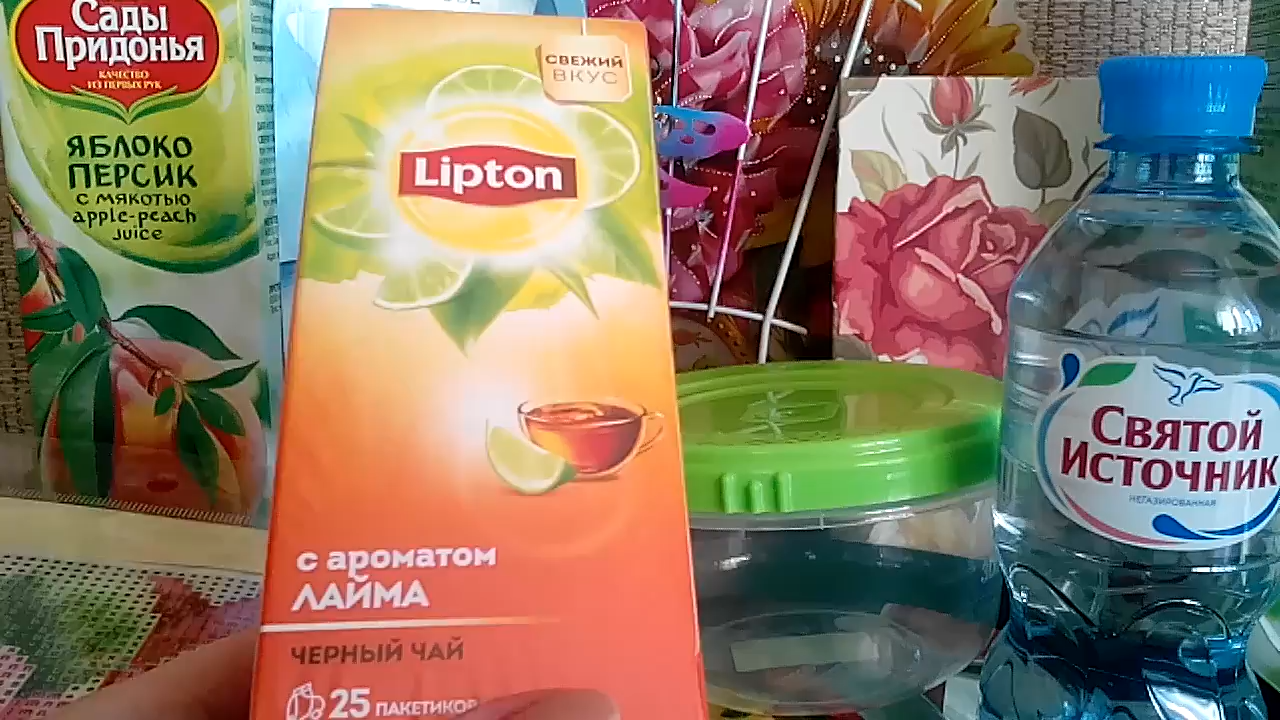 Сады
Придонья
КАЧЕСТВО
ИЗ ПЕРВЫХ РУК
ЯБЛОКО
ПЕРСИК
С МЯКОТЬЮ
apple-peach
juice
СВЕЖИЙ
ВКУС
Lipton
с ароматом
ЛАЙМА
ЧЕРНЫЙ ЧАЙ
25 ПАКЕТИКОВ
СВЯТОЙ
ИСТОЧНИК
НЕГАЗИРОВАННАЯ